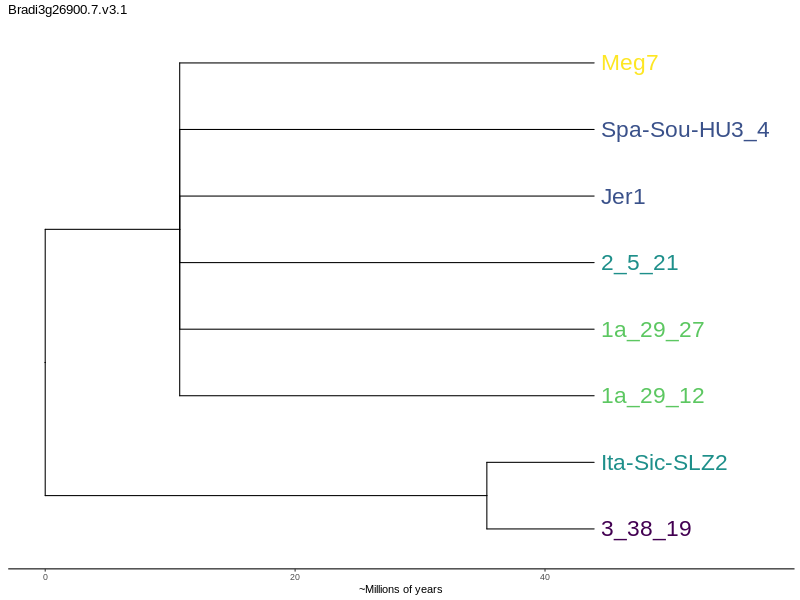 Bradi3g26900.7.v3.1
Meg7
Spa-Sou-HU3_4
Jer1
2_5_21
1a_29_27
1a_29_12
Ita-Sic-SLZ2
3_38_19
0 20 40
~Millions of years